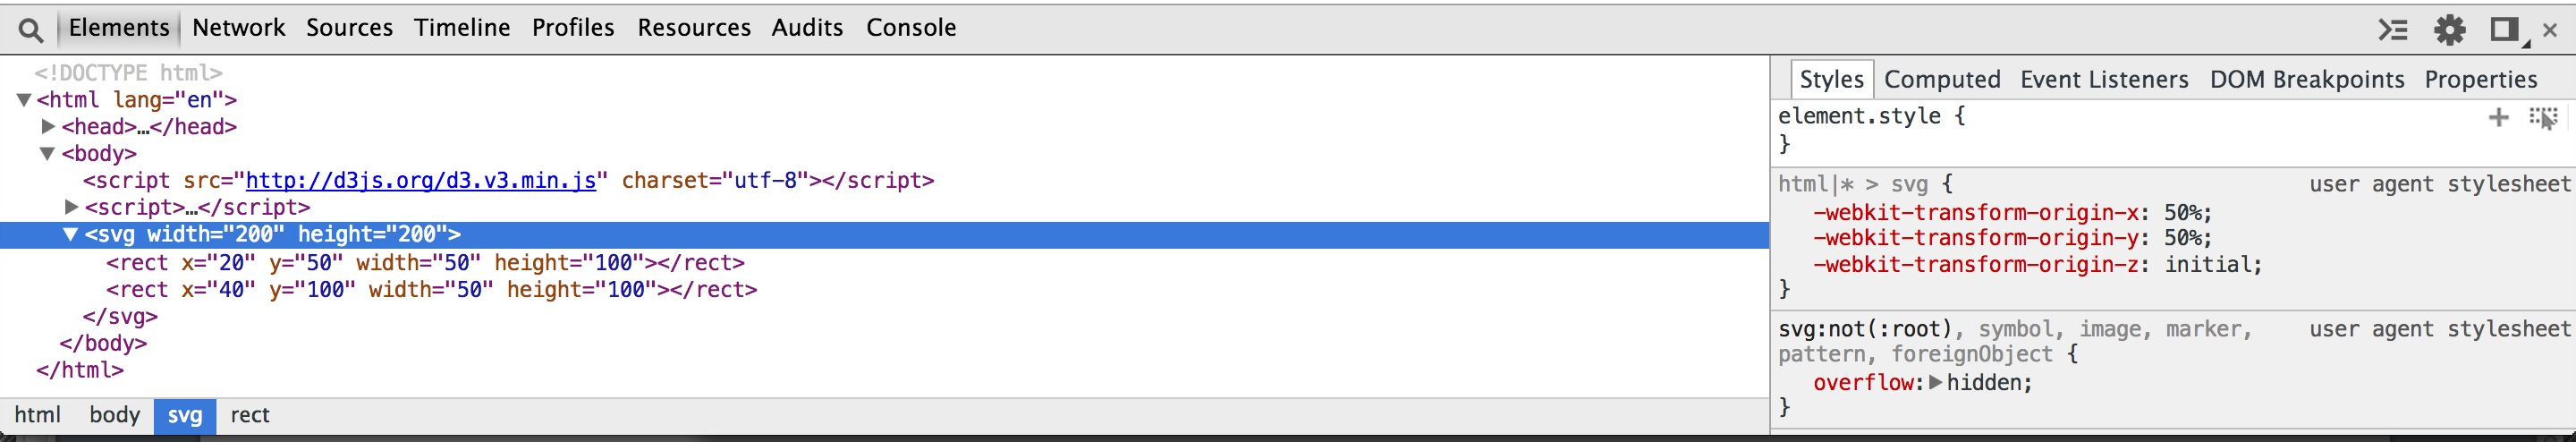 Elements Network Sources Timeline Profiles Resources Audits Console
<!DOCTYPE html>
▼<html lang="en">
▶<head>…</head>
▼<body>
<script src="http://d3js.org/d3.v3.min.js" charset="utf-8"></script>
▶<script>…</script>
▼<svg width="200" height="200">
<rect x="20" y="50" width="50" height="100"></rect>
<rect x="40" y="100" width="50" height="100"></rect>
</svg>
</body>
</html>
html body svg rect
Styles Computed Event Listeners DOM Breakpoints Properties
element.style {
}
html|* > svg { user agent stylesheet
-webkit-transform-origin-x: 50%;
-webkit-transform-origin-y: 50%;
-webkit-transform-origin-z: initial;
}
svg:not(:root), symbol, image, marker, user agent stylesheet
pattern, foreignObject {
overflow:▶hidden;
}